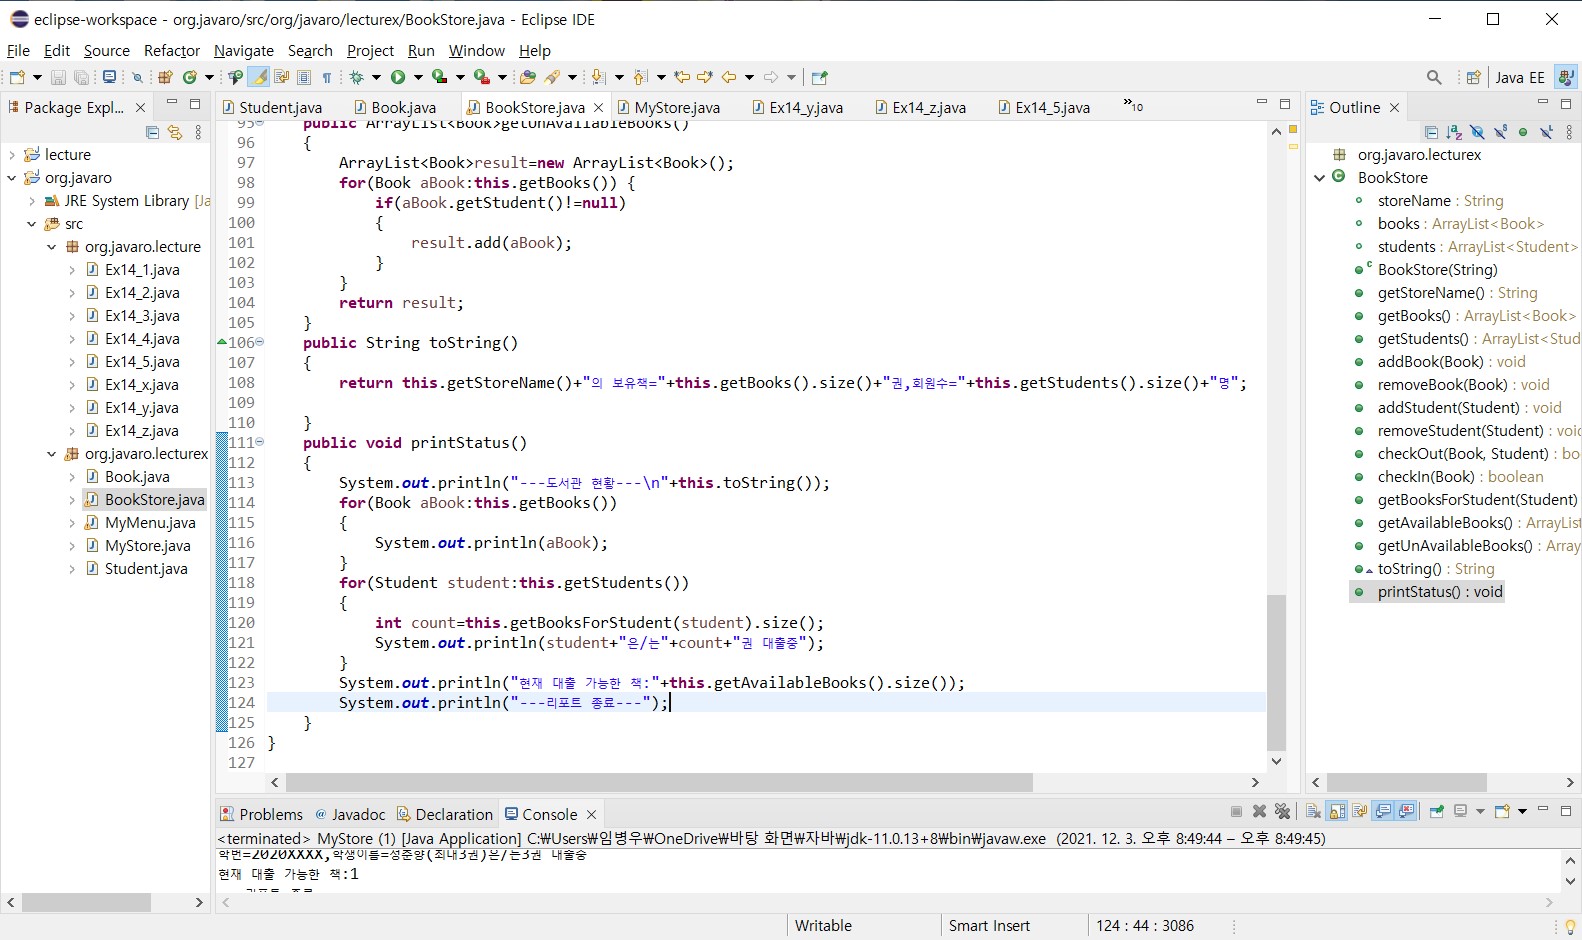 eclipse-workspace - org.javaro/src/org/javaro/lecturex/BookStore.java - Eclipse IDE
File Edit Source Refactor Navigate Search Project Run Window Help
Java EE
Package Expl...
lecture
org.javaro
JRE System Library [Ja
src
org.javaro.lecture
Ex14_1.java
Ex14_2.java
Ex14_3.java
Ex14_4.java
Ex14_5.java
Ex14_x.java
Ex14_y.java
Ex14_z.java
org.javaro.lecturex
Book.java
BookStore.java
MyMenu.java
MyStore.java
Student.java
Student.java Book.java BookStore.java MyStore.java Ex14_y.java Ex14_z.java Ex14_5.java »10
95 public ArrayList<Book>getUnAvailableBooks()
96 {
97 ArrayList<Book>result=new ArrayList<Book>();
98 for(Book aBook:this.getBooks()) {
99 if(aBook.getStudent()!=null)
100 {
101 result.add(aBook);
102 }
103 }
104 return result;
105 }
106 public String toString()
107 {
108 return this.getStoreName()+"의 보유책="+this.getBooks().size()+"권,회원수="+this.getStudents().size()+"명";
109
110 }
111 public void printStatus()
112 {
113 System.out.println("---도서관 현황---\n"+this.toString());
114 for(Book aBook:this.getBooks())
115 {
116 System.out.println(aBook);
117 }
118 for(Student student:this.getStudents())
119 {
120 int count=this.getBooksForStudent(student).size();
121 System.out.println(student+"은/는"+count+"권 대출중");
122 }
123 System.out.println("현재 대출 가능한 책:"+this.getAvailableBooks().size());
124 System.out.println("---리포트 종료---");
125 }
126 }
127
Outline
org.javaro.lecturex
BookStore
storeName : String
books : ArrayList<Book>
students : ArrayList<Student>
BookStore(String)
getStoreName() : String
getBooks() : ArrayList<Book>
getStudents() : ArrayList<Stud
addBook(Book) : void
removeBook(Book) : void
addStudent(Student) : void
removeStudent(Student) : void
checkOut(Book, Student) : bo
checkIn(Book) : boolean
getBooksForStudent(Student)
getAvailableBooks() : ArrayList
getUnAvailableBooks() : Array
toString() : String
printStatus() : void
Problems @ Javadoc Declaration Console
<terminated> MyStore (1) [Java Application] C:₩Users₩임병우₩OneDrive₩바탕 화면₩자바₩jdk-11.0.13+8₩bin₩javaw.exe (2021. 12. 3. 오후 8:49:44 – 오후 8:49:45)
학번=2020XXXX,학생이름=성춘향(최대3권)은/는3권 대출중
현재 대출 가능한 책:1
리포트 종료
Writable Smart Insert 124 : 44 : 3086